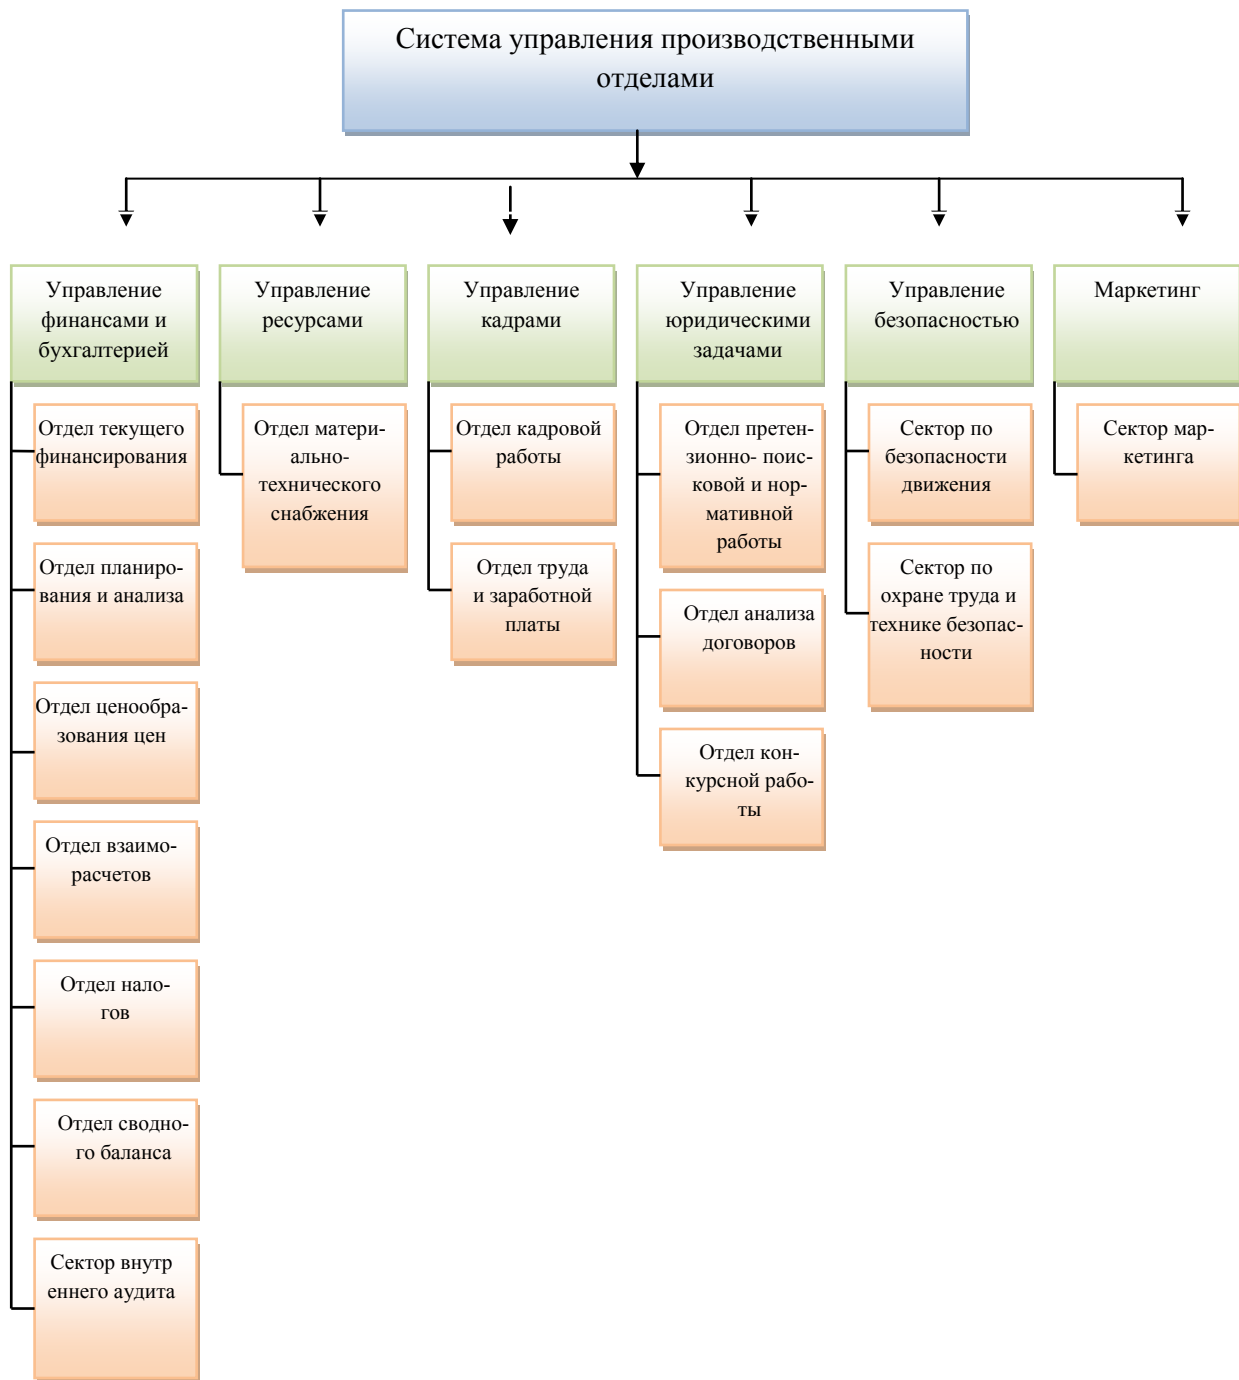 Система управления производственными
отделами
Управление
финансами и
бухгалтерией
Управление
ресурсами
Управление
кадрами
Управление
юридическими
задачами
Управление
безопасностью
Маркетинг
Отдел текущего
финансирования
Отдел планиро-
вания и анализа
Отдел ценообра-
зования цен
Отдел взаимо-
расчетов
Отдел нало-
гов
Отдел сводно-
го баланса
Сектор внутр
еннего аудита
Отдел матери-
ально-
технического
снабжения
Отдел кадровой
работы
Отдел труда
и заработной
платы
Отдел претен-
зионно- поис-
ковой и нор-
мативной
работы
Отдел анализа
договоров
Отдел кон-
курсной рабо-
ты
Сектор по
безопасности
движения
Сектор по
охране труда и
технике безопас-
ности
Сектор мар-
кетинга